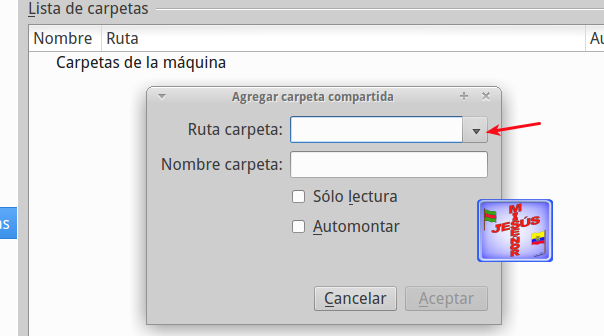 Lista de carpetas
Nombre Ruta Au
Carpetas de la máquina
Agregar carpeta compartida
Ruta carpeta:
Nombre carpeta:
Sólo lectura
Automontar
as
JESÚS
Cancelar Aceptar